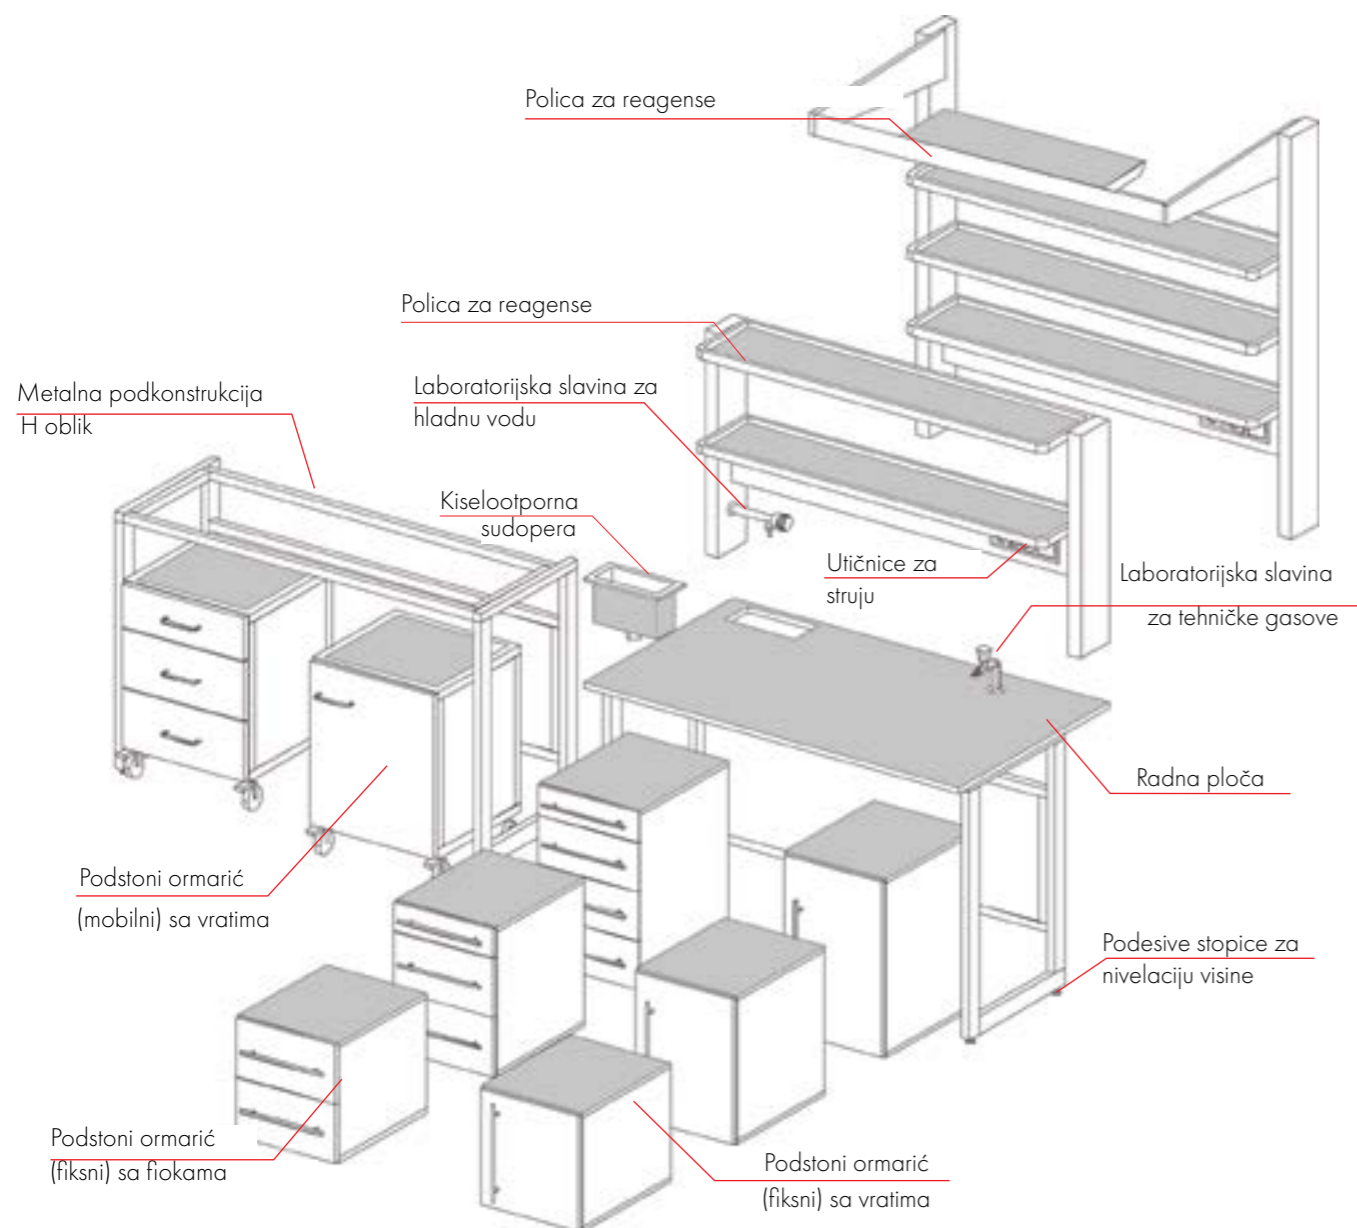 Polica za reagense
Polica za reagense
Laboratorijska slavina za
hladnu vodu
Metalna podkonstrukcija
H oblik
Kiselootporna
sudopera
Utičnice za
struju
Laboratorijska slavina
za tehničke gasove
Radna ploča
Podstoni ormarić
(mobilni) sa vratima
Podesive stopice za
nivelaciju visine
Podstoni ormarić
(fiksni) sa fiokama
Podstoni ormarić
(fiksni) sa vratima